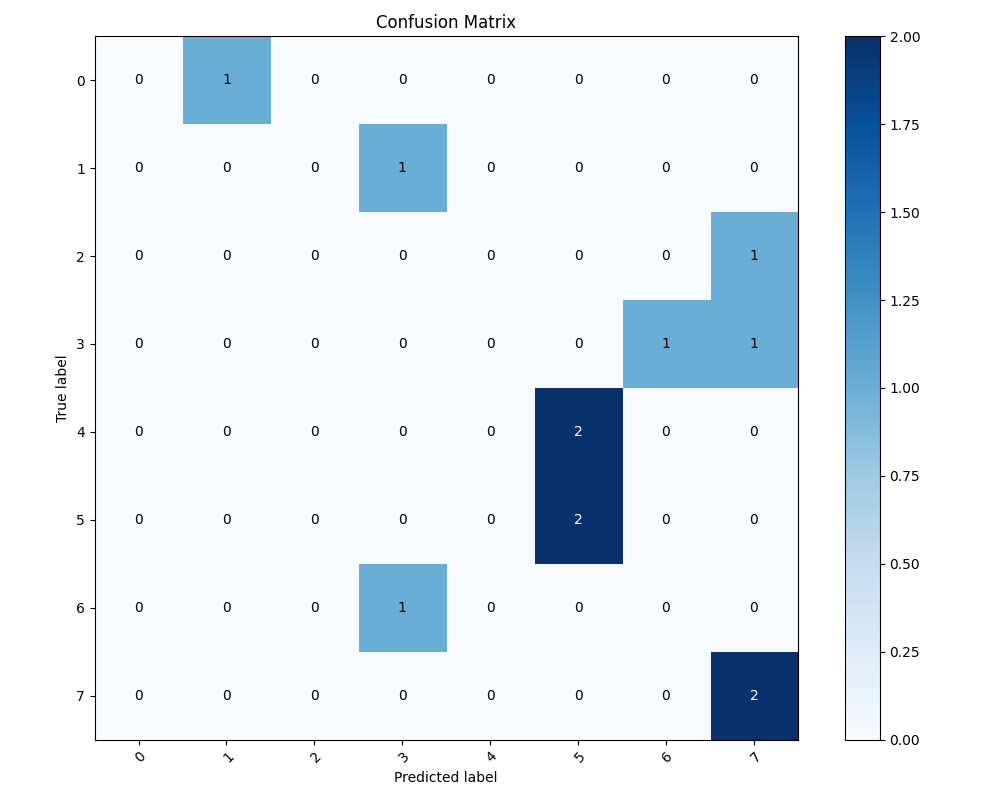 Confusion Matrix
True label
0 0 1 0 0 0 0 0 0
1 0 0 0 1 0 0 0 0
2 0 0 0 0 0 0 0 1
3 0 0 0 0 0 0 1 1
4 0 0 0 0 0 2 0 0
5 0 0 0 0 0 2 0 0
6 0 0 0 1 0 0 0 0
7 0 0 0 0 0 0 0 2
0 1 2 3 4 5 6 7
Predicted label
2.00
1.75
1.50
1.25
1.00
0.75
0.50
0.25
0.00